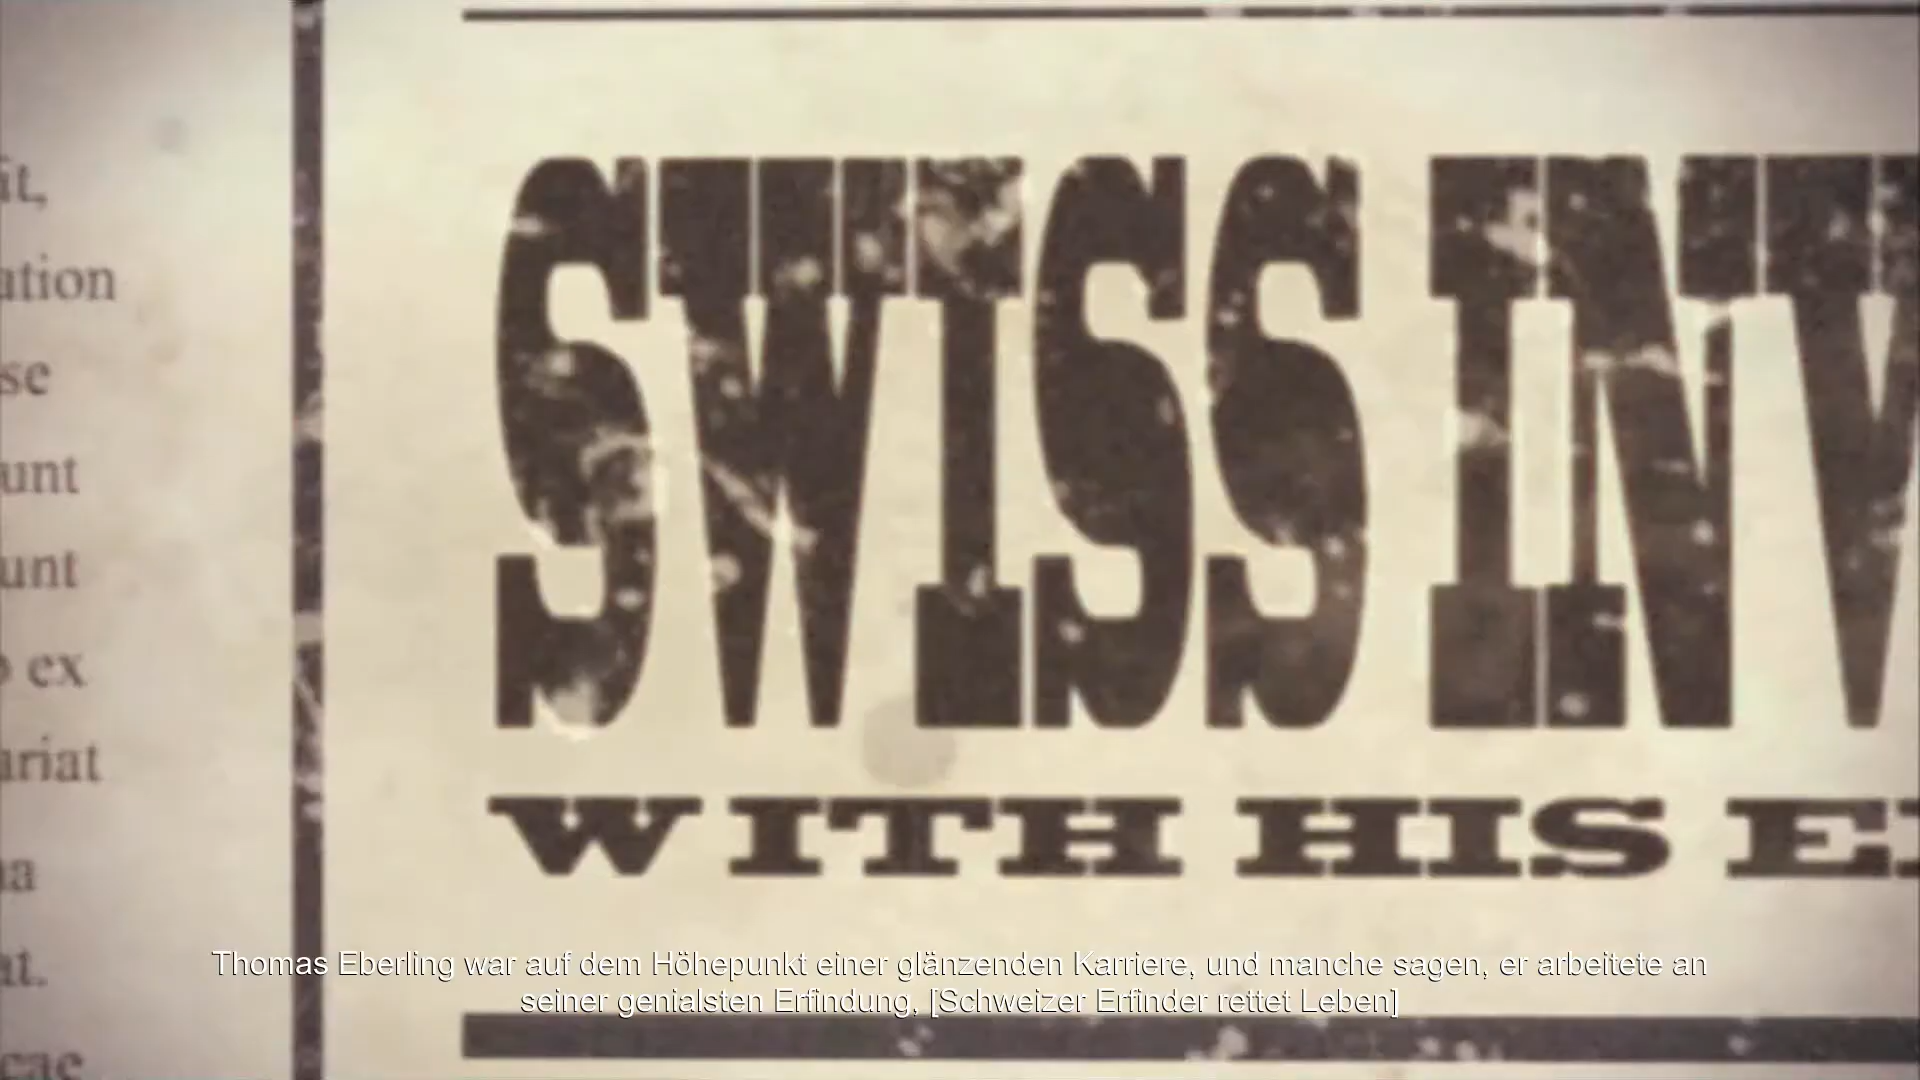 it,
ation
se
unt
unt
ex
ariat
at.
cae
SWISS INV
WITH HIS E
Thomas Eberling war auf dem Höhepunkt einer glänzenden Karriere, und manche sagen, er arbeitete an
seiner genialsten Erfindung, [Schweizer Erfinder rettet Leben]